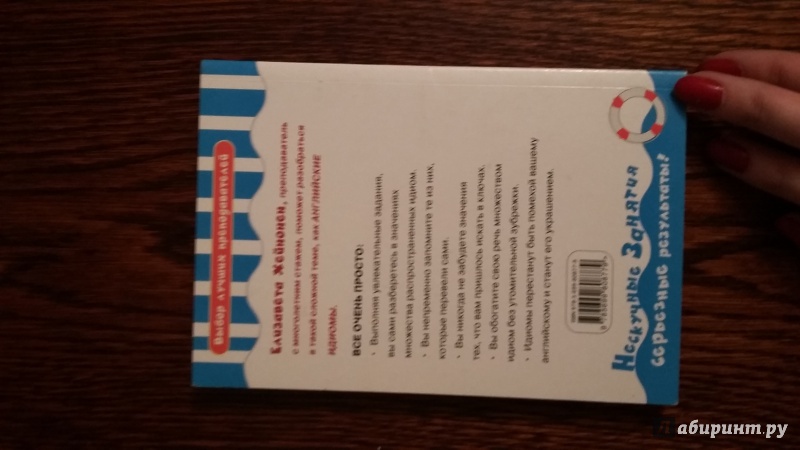 Выбор лучших преподавателей
Елизавета Хейнонен, преподаватель
с многолетним стажем, поможет разобраться
в такой сложной теме, как АНГЛИЙСКИЕ
ИДИОМЫ.
ВСЕ ОЧЕНЬ ПРОСТО:
• Выполняя увлекательные задания,
вы сами разберетесь в значениях
множества распространенных идиом.
• Вы непременно запомните те из них,
которые перевели сами.
• Вы никогда не забудете значения
тех, что вам пришлось искать в ключах.
• Вы обогатите свою речь множеством
идиом без утомительной зубрежки.
• Идиомы перестанут быть помехой вашему
английскому и станут его украшением.
Нескучные Занятия
серьезные результаты!
лабиринт.ру